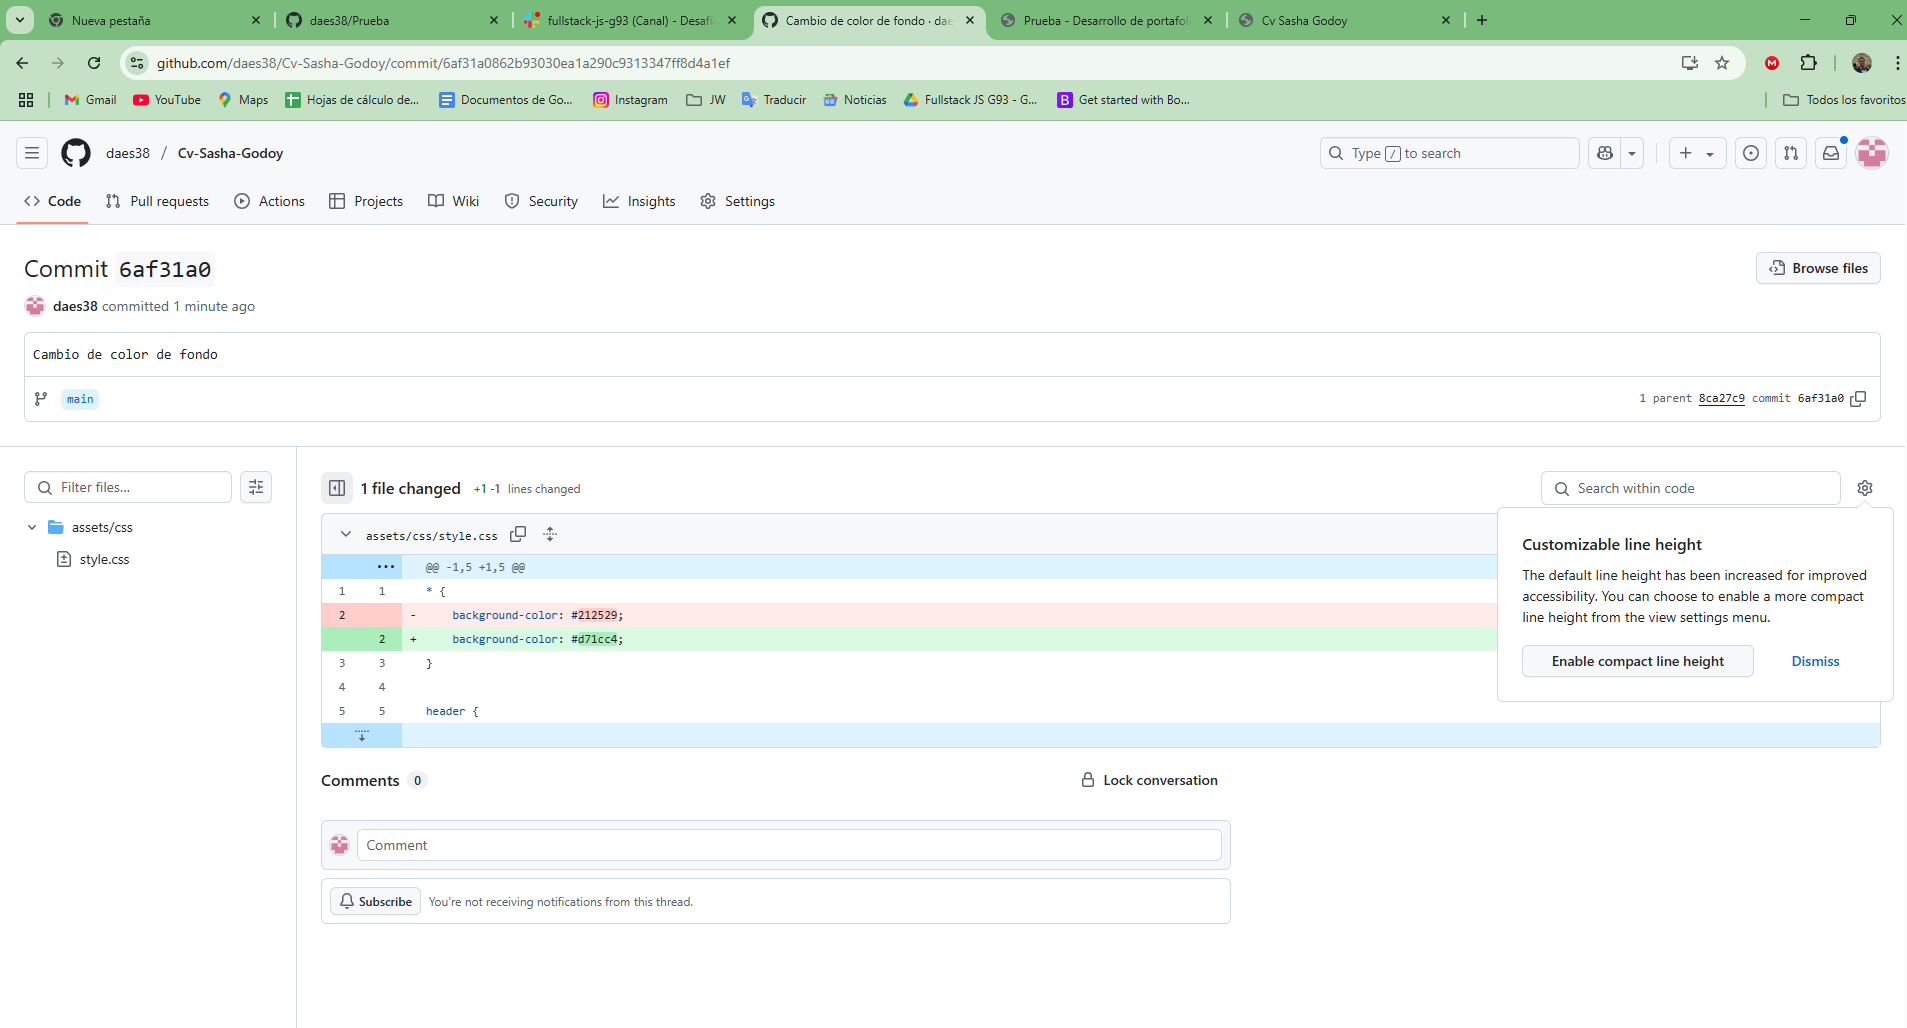 Nueva pestaña
daes38/Prueba
fullstack-js-g93 (Canal) - Desafí
Cambio de color de fondo · dae
Prueba - Desarrollo de portafoli
Cv Sasha Godoy
github.com/daes38/Cv-Sasha-Godoy/commit/6af31a0862b93030ea1a290c9313347ff8d4a1ef
Gmail
YouTube
Maps
Hojas de cálculo de...
Documentos de Go...
Instagram
JW
Traducir
Noticias
Fullstack JS G93 - G...
Get started with Bo...
Todos los favoritos
daes38 / Cv-Sasha-Godoy
Type / to search
Code
Pull requests
Actions
Projects
Wiki
Security
Insights
Settings
Commit 6af31a0
Browse files
daes38 committed 1 minute ago
Cambio de color de fondo
main
1 parent 8ca27c9 commit 6af31a0
Filter files...
assets/css
style.css
1 file changed +1 -1 lines changed
Search within code
assets/css/style.css
@@ -1,5 +1,5 @@
1 1 * {
2 - background-color: #212529;
2 + background-color: #d71cc4;
3 3 }
4 4
5 5 header {
Customizable line height
The default line height has been increased for improved
accessibility. You can choose to enable a more compact
line height from the view settings menu.
Enable compact line height
Dismiss
Comments 0
Lock conversation
Comment
Subscribe
You're not receiving notifications from this thread.